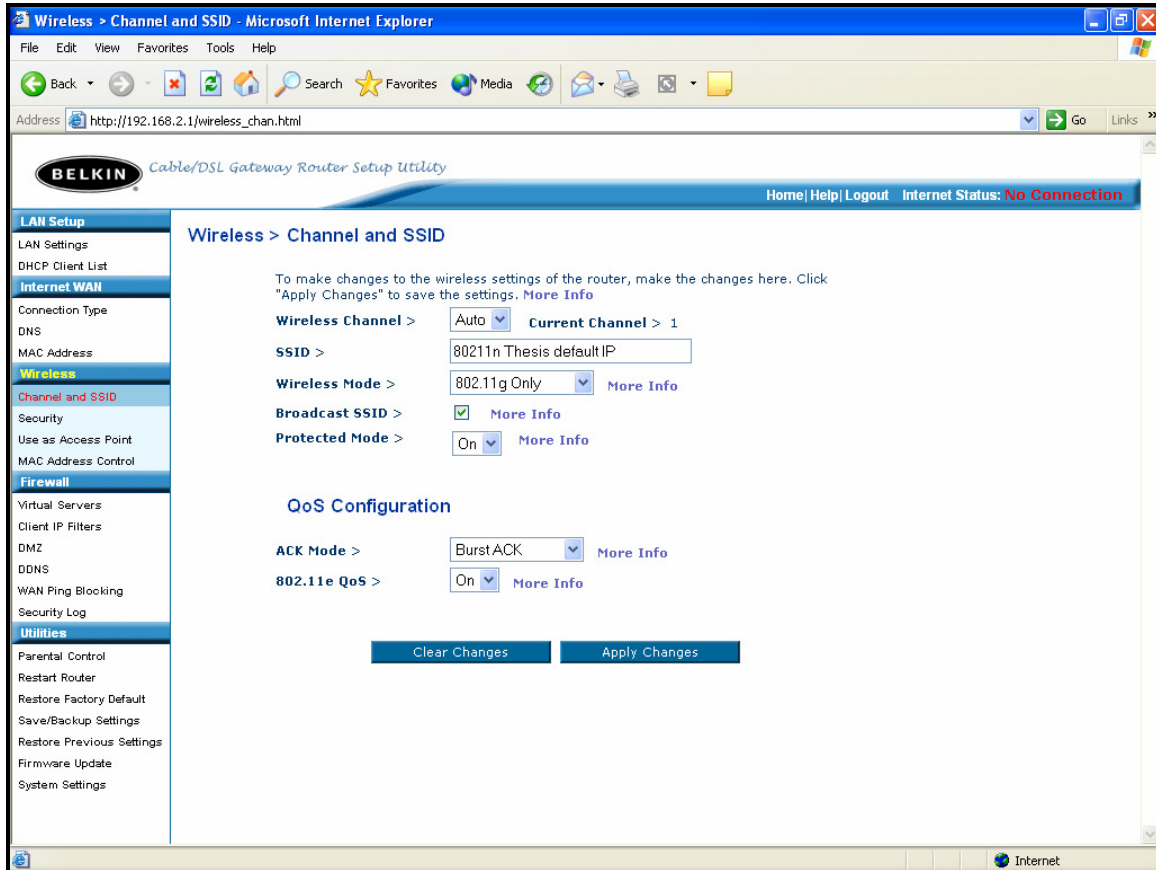 Wireless > Channel and SSID - Microsoft Internet Explorer
File Edit View Favorites Tools Help
Back Search Favorites Media
Address http://192.168.2.1/wireless_chan.html Go Links »
BELKIN Cable/DSL Gateway Router Setup Utility
Home| Help| Logout Internet Status: No Connection
LAN Setup
LAN Settings
DHCP Client List
Internet WAN
Connection Type
DNS
MAC Address
Wireless
Channel and SSID
Security
Use as Access Point
MAC Address Control
Firewall
Virtual Servers
Client IP Filters
DMZ
DDNS
WAN Ping Blocking
Security Log
Utilities
Parental Control
Restart Router
Restore Factory Default
Save/Backup Settings
Restore Previous Settings
Firmware Update
System Settings
Wireless > Channel and SSID
To make changes to the wireless settings of the router, make the changes here. Click
"Apply Changes" to save the settings. More Info
Wireless Channel > Auto Current Channel > 1
SSID > 80211n Thesis default IP
Wireless Mode > 802.11g Only More Info
Broadcast SSID > More Info
Protected Mode > On More Info
QoS Configuration
ACK Mode > Burst ACK More Info
802.11e QoS > On More Info
Clear Changes Apply Changes
Internet